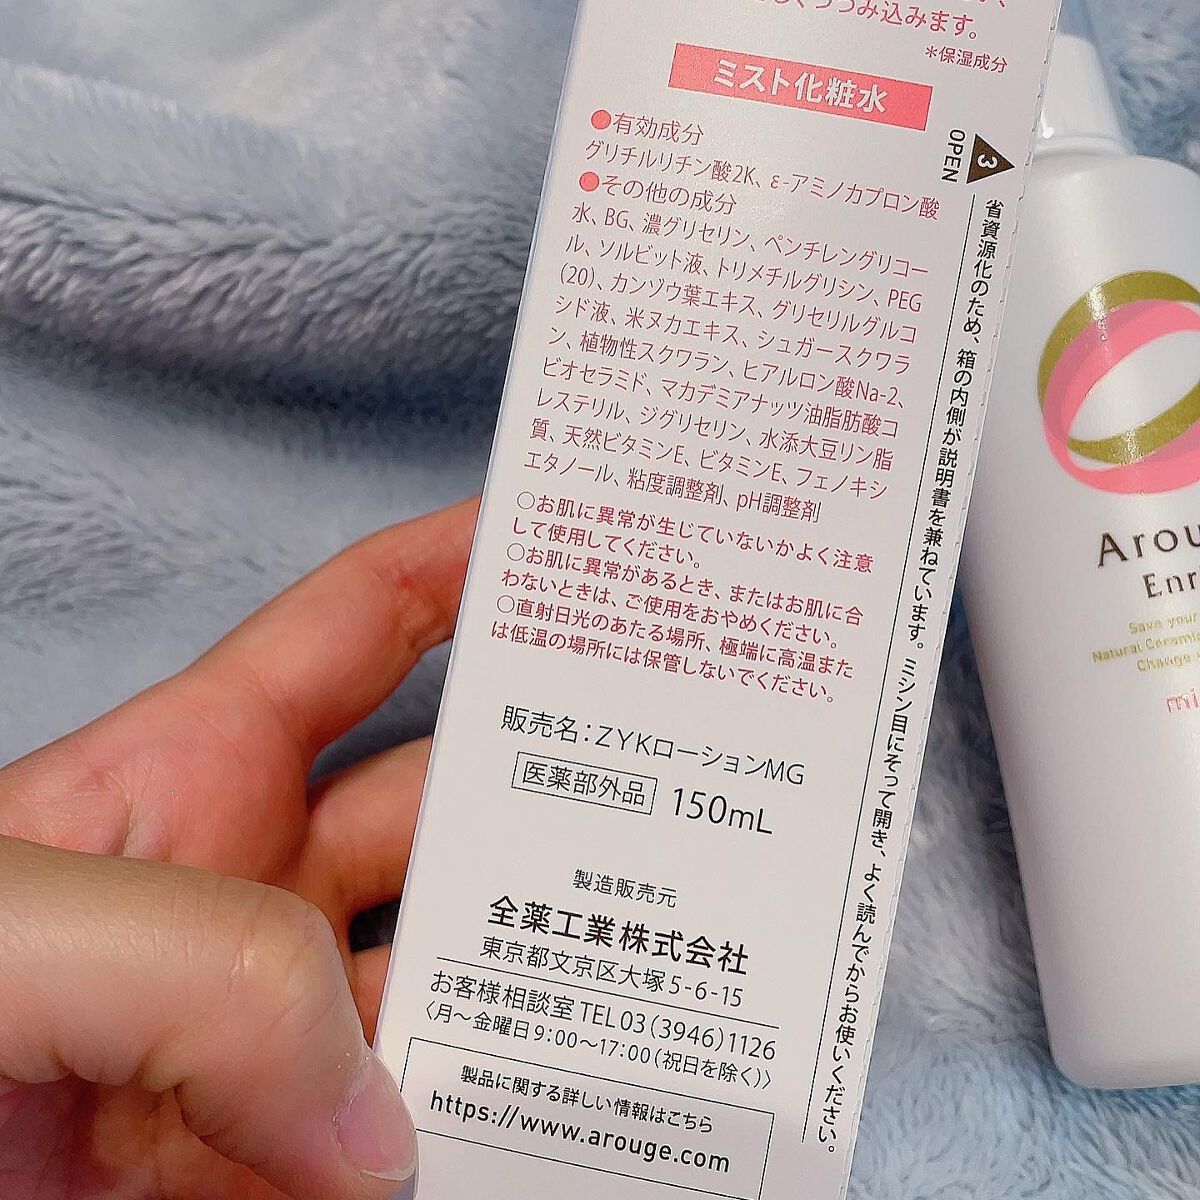 つつみ込みます。
*保湿成分
ミスト化粧水
●有効成分
グリチルリチン酸2K、ε-アミノカプロン酸
●その他の成分
水、BG、濃グリセリン、ペンチレングリコー
ル、ソルビット液、トリメチルグリシン、PEG
(20)、カンゾウ葉エキス、グリセリルグルコ
シド液、米ヌカエキス、シュガースクワラ
ン、植物性スクワラン、ヒアルロン酸Na-2、
ビオセラミド、マカデミアナッツ油脂肪酸コ
レステリル、ジグリセリン、水添大豆リン脂
質、天然ビタミンE、ビタミンE、フェノキシ
エタノール、粘度調整剤、pH調整剤
○お肌に異常が生じていないかよく注意
して使用してください。
○お肌に異常があるとき、またはお肌に合
わないときは、ご使用をおやめください。
○直射日光のあたる場所、極端に高温また
は低温の場所には保管しないでください。
販売名：ZYKローションMG
医薬部外品 150mL
製造販売元
全薬工業株式会社
東京都文京区大塚5-6-15
お客様相談室 TEL 03(3946)1126
〈月〜金曜日9:00〜17:00(祝日を除く)〉
製品に関する詳しい情報はこちら
https://www.arouge.com
3
OPEN
省資源化のため、箱の内側が説明書を兼ねています。ミシン目にそって開き、よく読んでからお使いください。
Arou
Enr
Save your
Natural Ceram
Change
mi